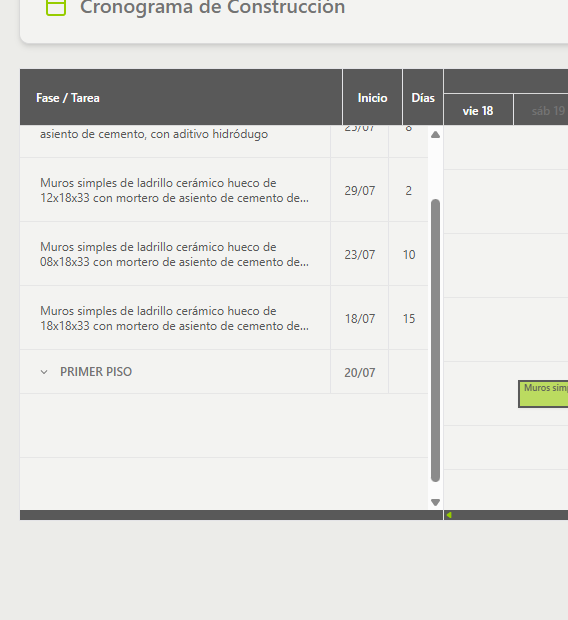 Cronograma de Construcción
Fase / Tarea
Inicio
Días
vie 18
sáb 19
asiento de cemento, con aditivo hidródugo
25/07
8
Muros simples de ladrillo cerámico hueco de
12x18x33 con mortero de asiento de cemento de...
29/07
2
Muros simples de ladrillo cerámico hueco de
08x18x33 con mortero de asiento de cemento de...
23/07
10
Muros simples de ladrillo cerámico hueco de
18x18x33 con mortero de asiento de cemento de...
18/07
15
PRIMER PISO
20/07
Muros simp